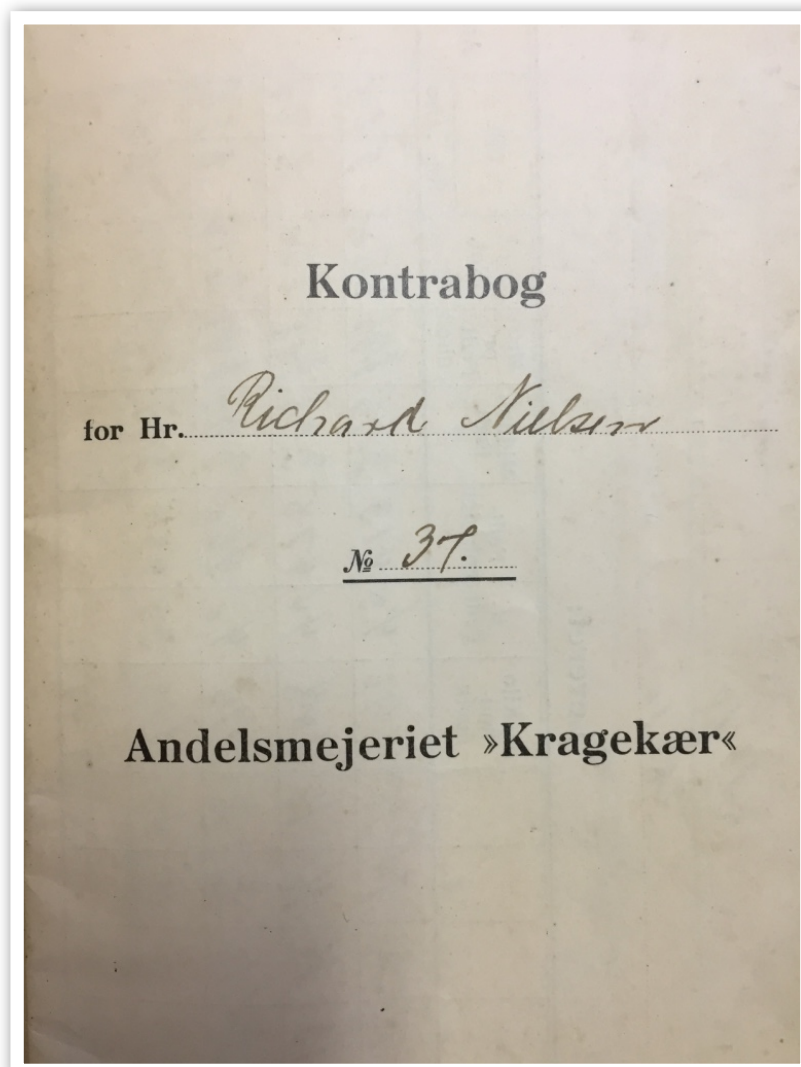 Kontrabog
for Hr. Richard Nielsen
№ 37.
Andelsmejeriet »Kragekær«